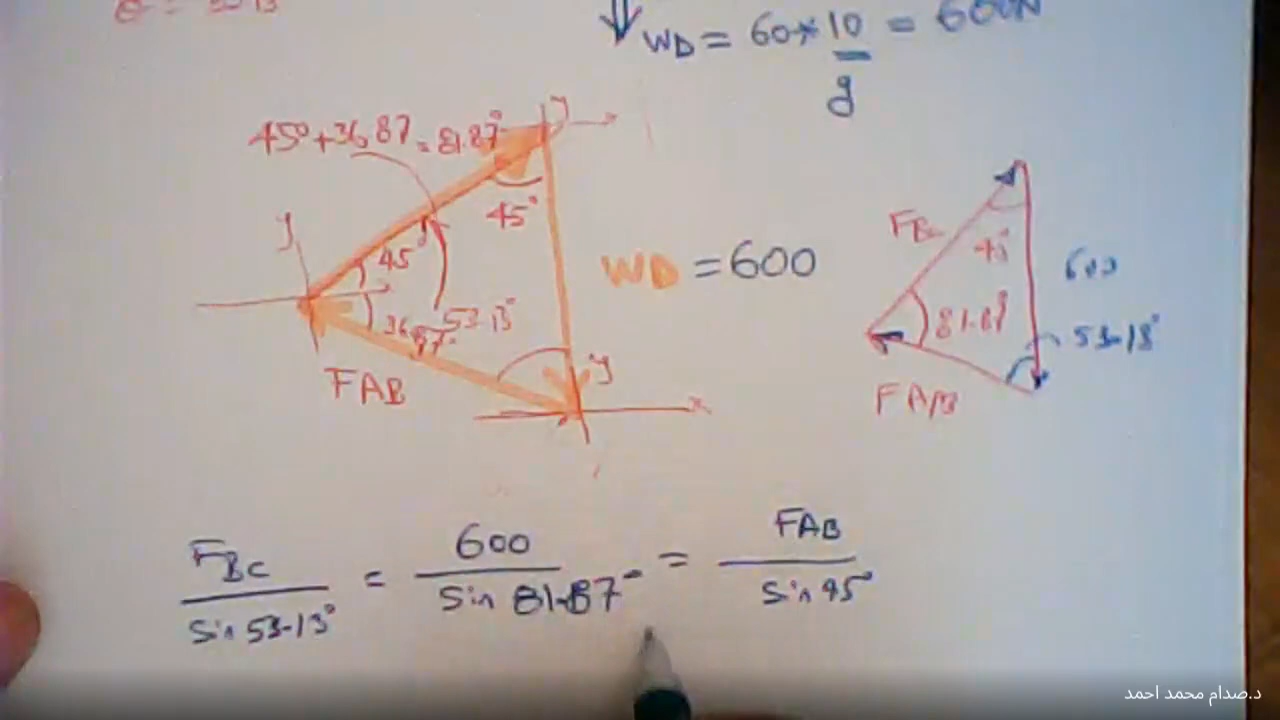 WD = 60*10 = 600N
g
45°+36.87 = 81.87°
y
45°
y
45°
WD = 600
36.87°
53.13°
FAB
y
x
FBC
45°
600
81.87°
53.13°
FAB
FBC = 600 = FAB
Sin 53.13° Sin 81.87° Sin 45°
د.صدام محمد احمد